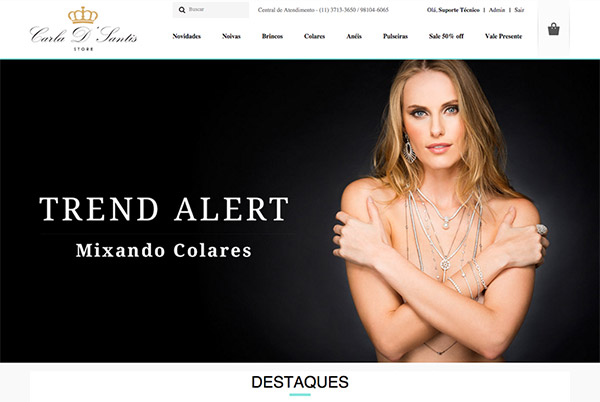 Carla D'Santis
STORE
Buscar
Central de Atendimento - (11) 3713-3650 / 98104-6065
Olá, Suporte Técnico | Admin | Sair
Novidades Noivas Brincos Colares Anéis Pulseiras Sale 50% off Vale Presente
TREND ALERT
Mixando Colares
DESTAQUES